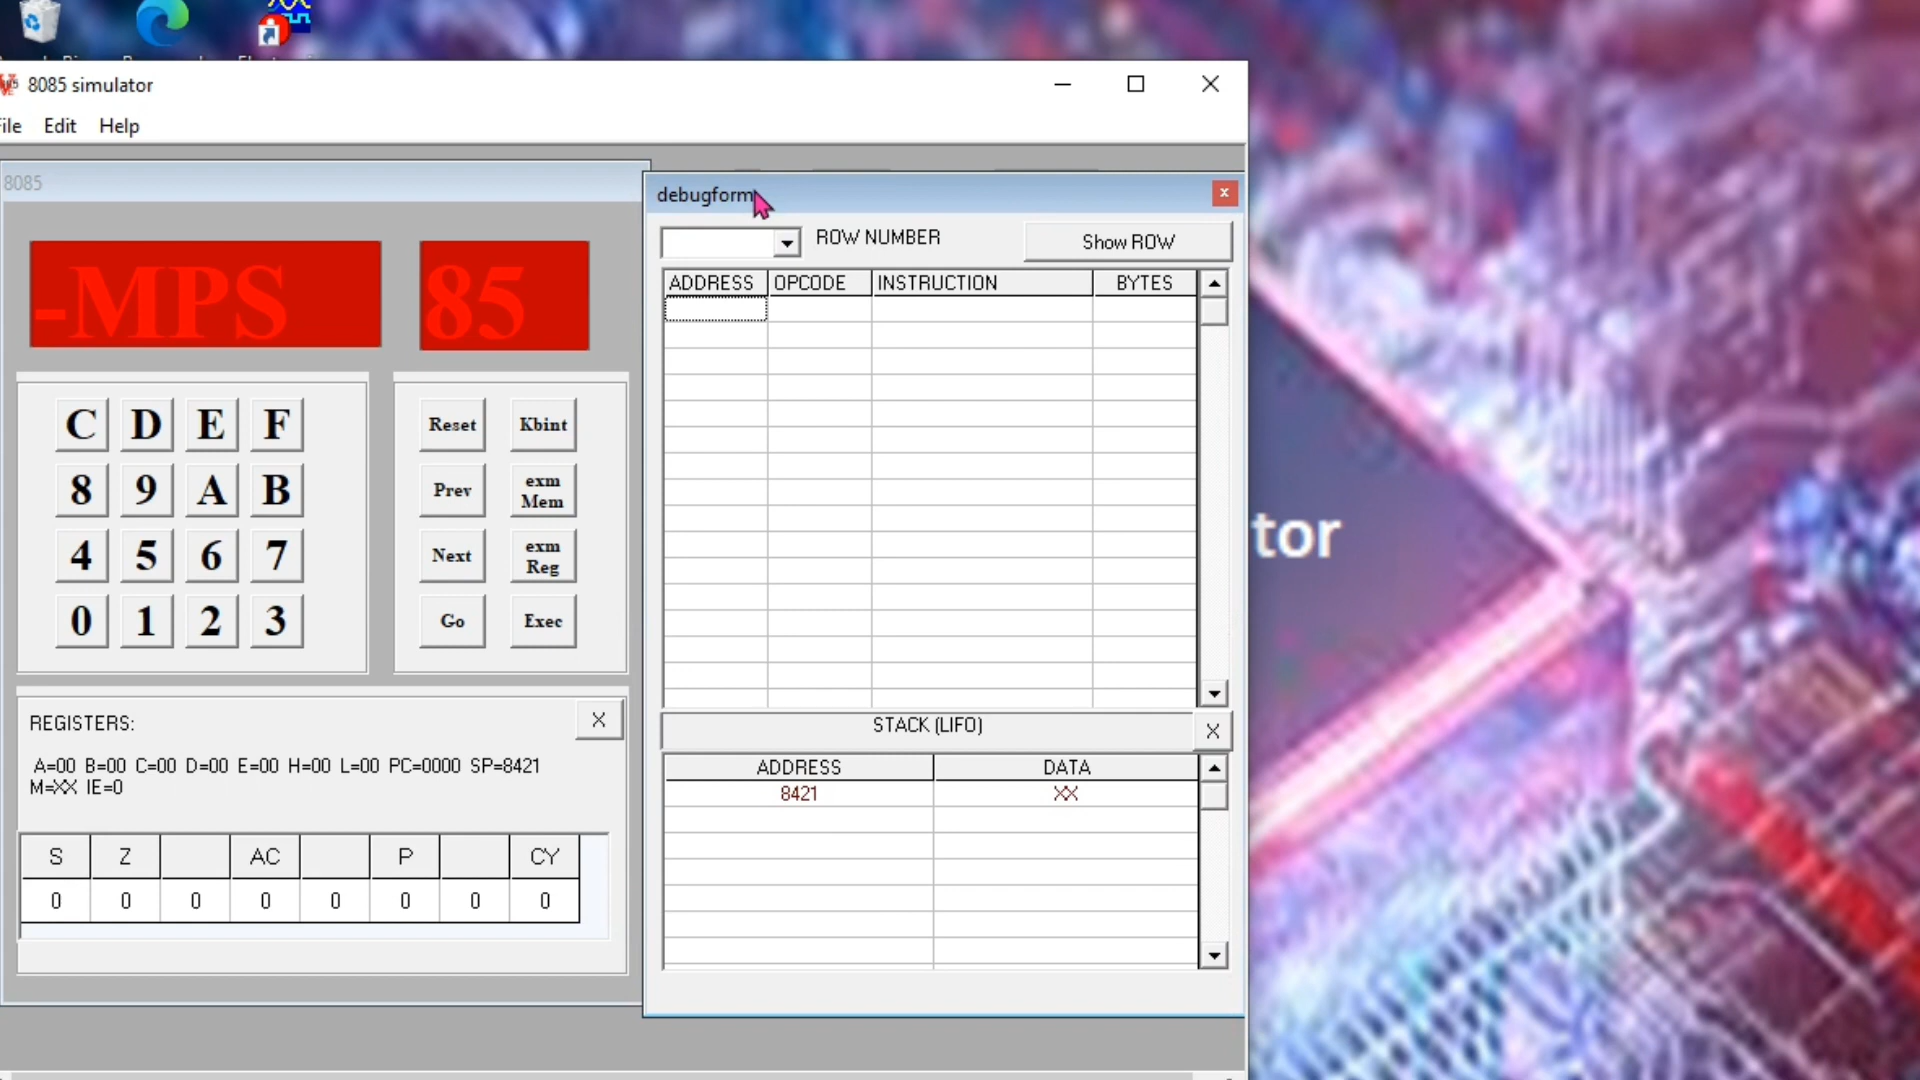 8085 simulator
File Edit Help
8085
-MPS 85
C D E F
8 9 A B
4 5 6 7
0 1 2 3
Reset Kbint
Prev exm Mem
Next exm Reg
Go Exec
REGISTERS: X
A=00 B=00 C=00 D=00 E=00 H=00 L=00 PC=0000 SP=8421
M=XX IE=0
S Z AC P CY
0 0 0 0 0 0 0 0
debugform x
ROW NUMBER Show ROW
ADDRESS OPCODE INSTRUCTION BYTES
STACK (LIFO) X
ADDRESS DATA
8421 XX
tor